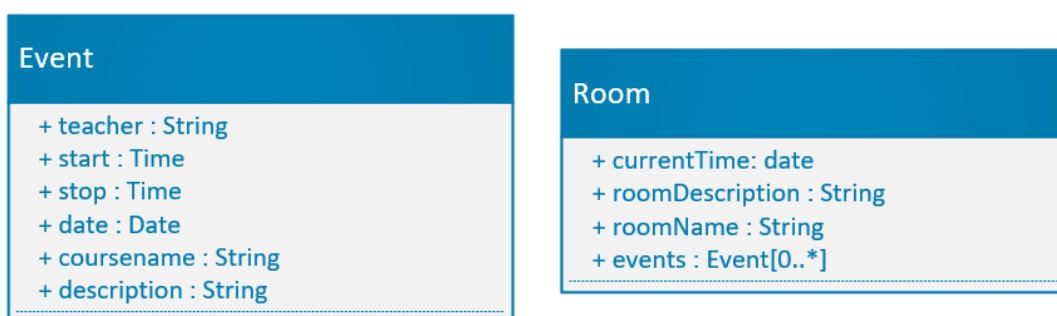 Event
+ teacher : String
+ start : Time
+ stop : Time
+ date : Date
+ coursename : String
+ description : String
Room
+ currentTime: date
+ roomDescription : String
+ roomName : String
+ events : Event[0..*]